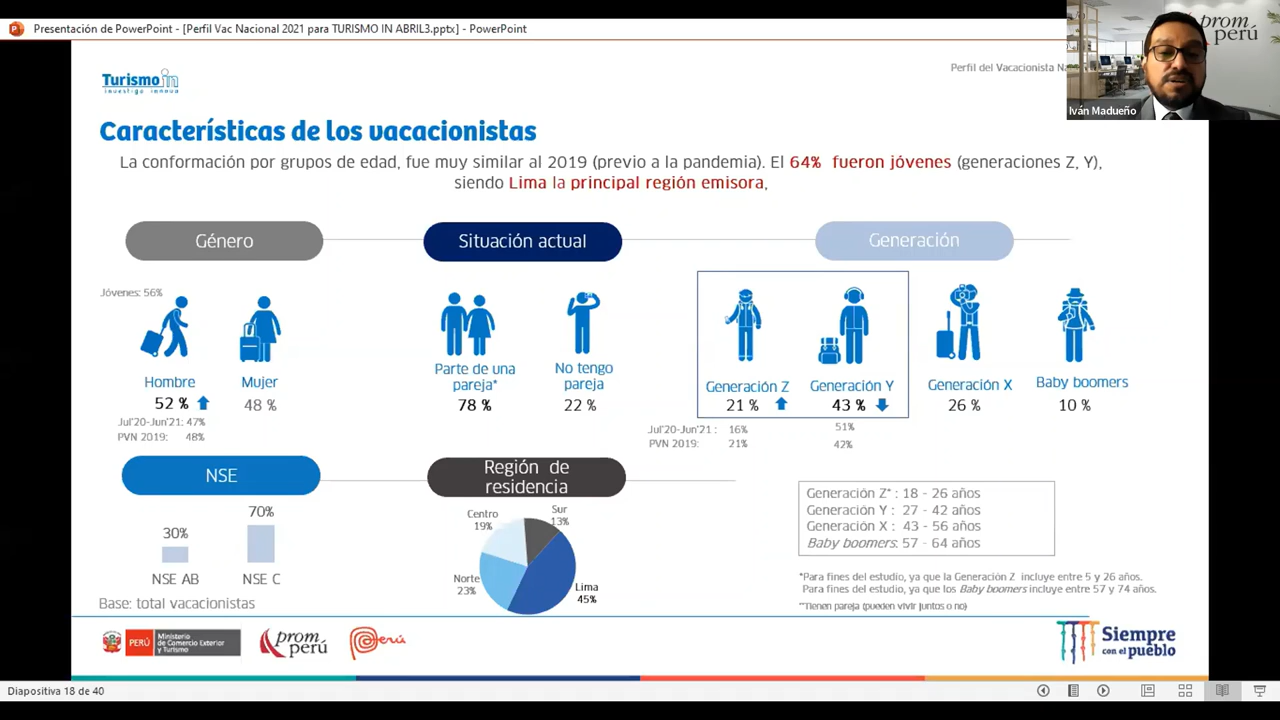 Presentación de PowerPoint - [Perfil Vac Nacional 2021 para TURISMO IN ABRIL3.pptx] - PowerPoint
prom
perú
Iván Madueño
Turismo in
investiga innova
Perfil del Vacacionista
Características de los vacacionistas
La conformación por grupos de edad, fue muy similar al 2019 (previo a la pandemia). El 64% fueron jóvenes (generaciones Z, Y),
siendo Lima la principal región emisora,
Género
Situación actual
Generación
Jóvenes: 56%
Hombre
Mujer
52 %
48 %
Jul'20-Jun'21: 47%
PVN 2019: 48%
Parte de una
pareja*
No tengo
pareja
78 %
22 %
Generación Z
Generación Y
Generación X
Baby boomers
21 %
43 %
26 %
10 %
Jul'20-Jun'21 : 16% 51%
PVN 2019: 21% 42%
NSE
Región de
residencia
70%
30%
NSE AB
NSE C
Centro
19%
Sur
13%
Norte
23%
Lima
45%
Generación Z* : 18 - 26 años
Generación Y : 27 - 42 años
Generación X : 43 - 56 años
Baby boomers: 57 - 64 años
*Para fines del estudio, ya que la Generación Z incluye entre 5 y 26 años.
Para fines del estudio, ya que los Baby boomers incluye entre 57 y 74 años.
**Tienen pareja (pueden vivir juntos o no)
Base: total vacacionistas
PERÚ
Ministerio
de Comercio Exterior
y Turismo
prom
perú
Perú
Siempre
con el pueblo
Diapositiva 18 de 40